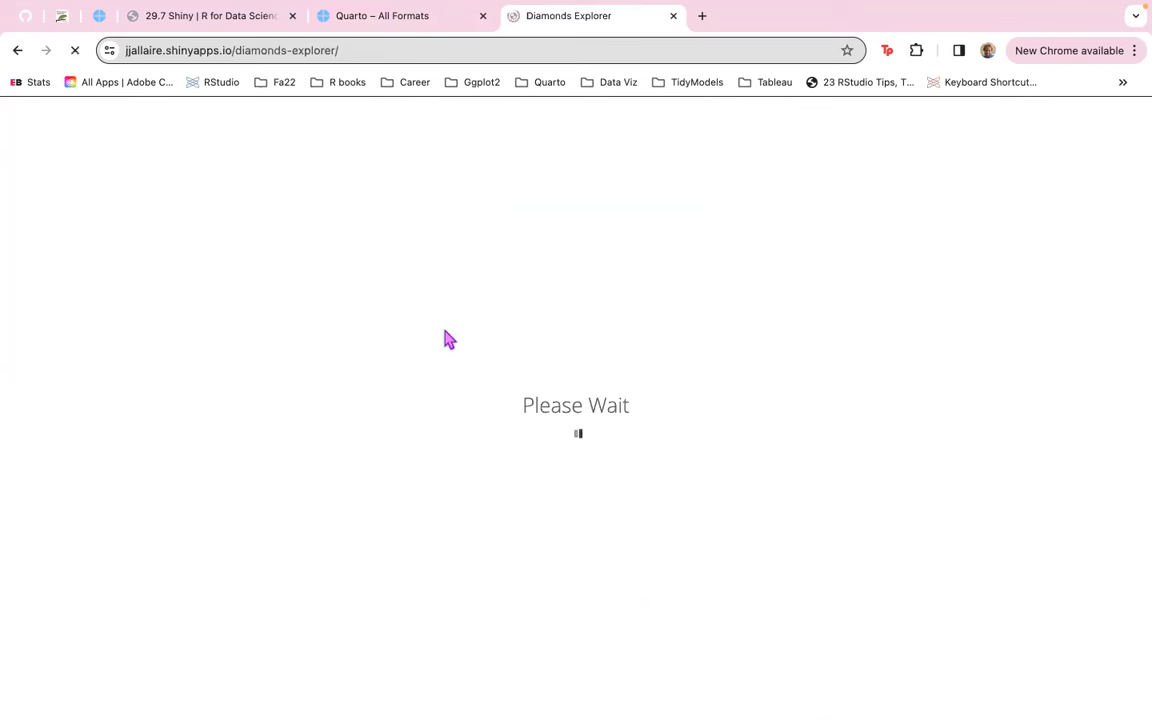 29.7 Shiny | R for Data Scienc
Quarto – All Formats
Diamonds Explorer
jjallaire.shinyapps.io/diamonds-explorer/
New Chrome available
EB Stats
All Apps | Adobe C...
RStudio
Fa22
R books
Career
Ggplot2
Quarto
Data Viz
TidyModels
Tableau
23 RStudio Tips, T...
Keyboard Shortcut...
Tp
Please Wait